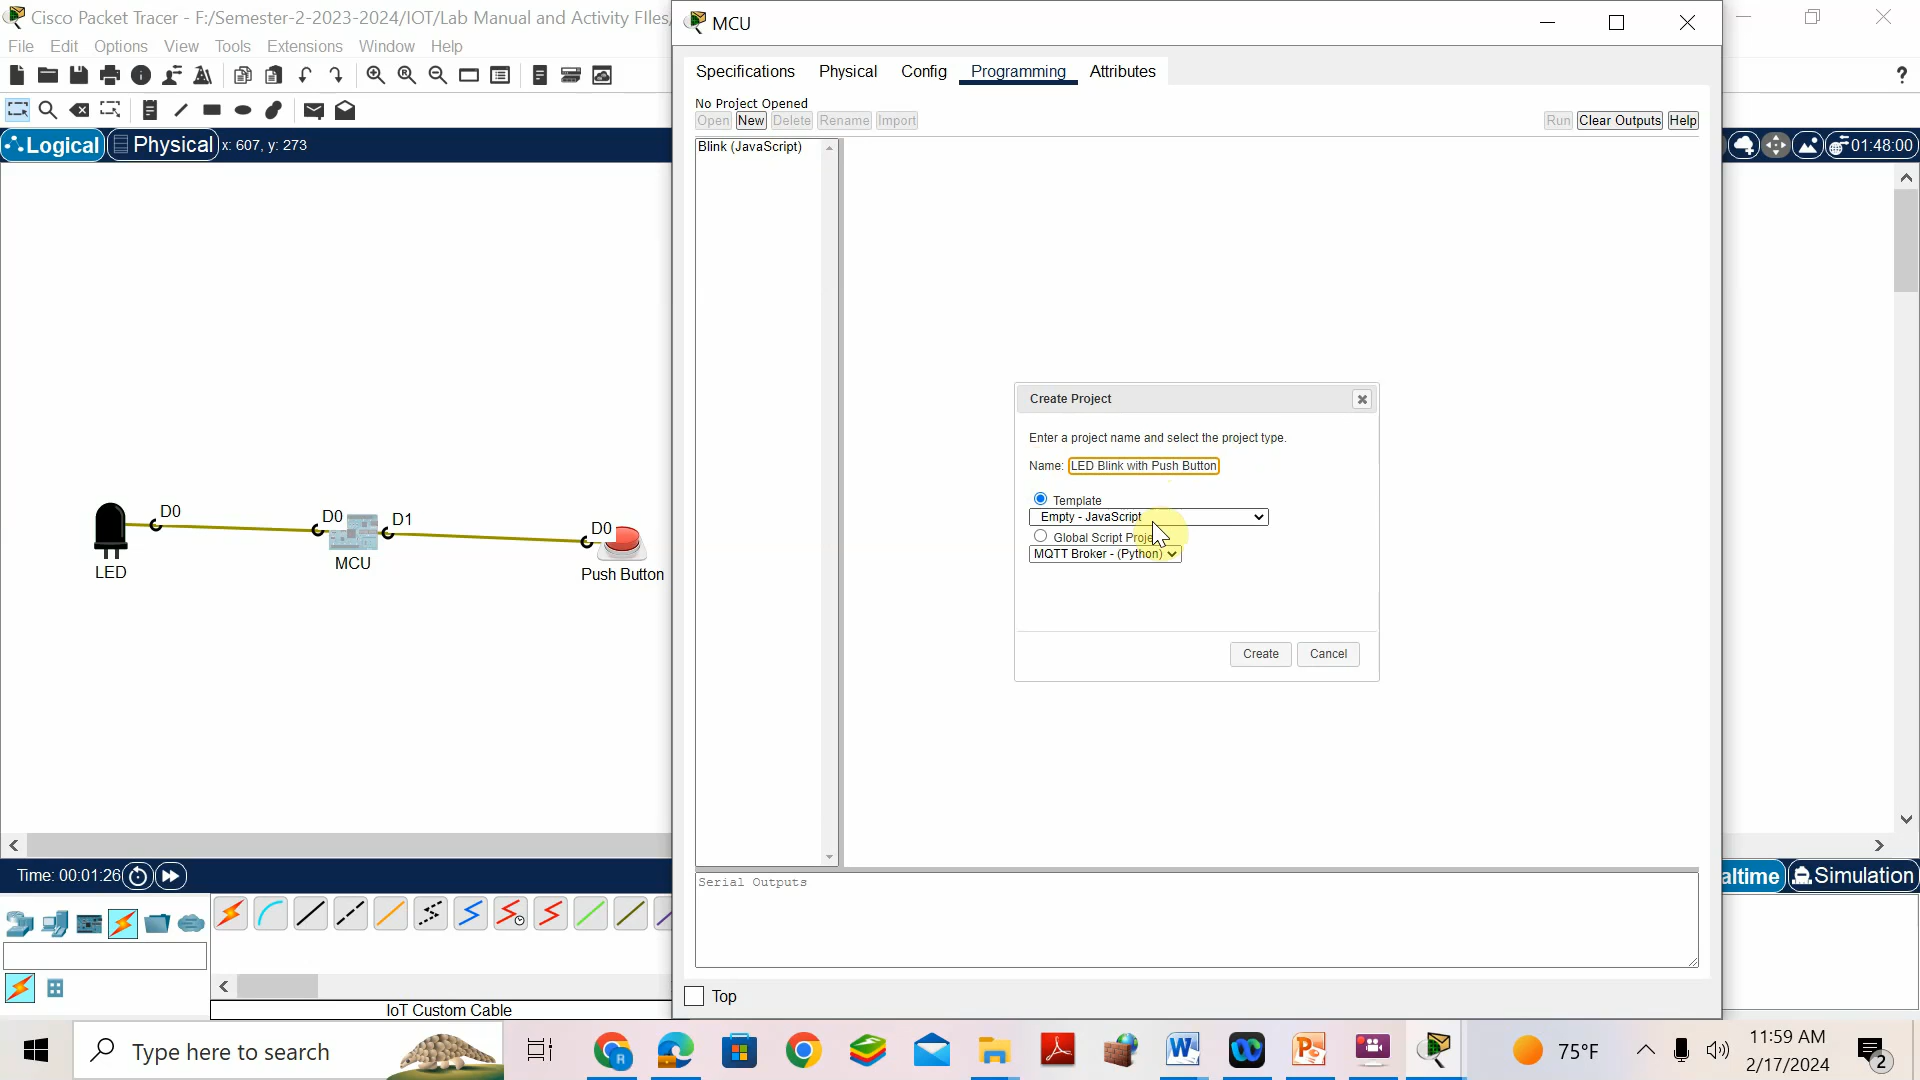 Cisco Packet Tracer - F:/Semester-2-2023-2024/IOT/Lab Manual and Activity FIles/
MCU
File Edit Options View Tools Extensions Window Help
Specifications Physical Config Programming Attributes
No Project Opened
Open New Delete Rename Import
Run Clear Outputs Help
Logical Physical x: 607, y: 273
01:48:00
Blink (JavaScript)
Create Project
Enter a project name and select the project type.
Name: LED Blink with Push Button
Template
Empty - JavaScript
Global Script Proje
MQTT Broker - (Python)
Create Cancel
D0 D0 D1 D0
LED MCU Push Button
Time: 00:01:26
altime Simulation
Serial Outputs
Top
IoT Custom Cable
Type here to search
75°F
11:59 AM
2/17/2024
2